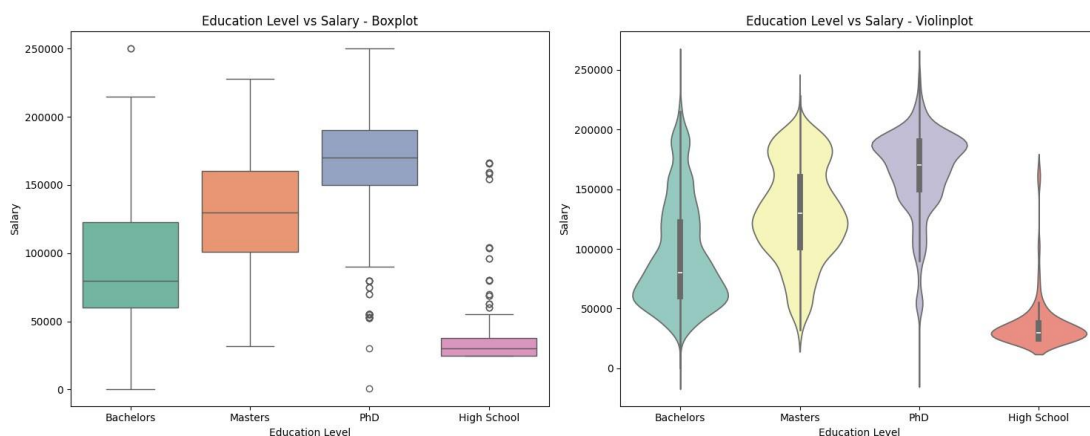 Education Level vs Salary - Boxplot
250000
200000
150000
100000
50000
0
Salary
Bachelors Masters PhD High School
Education Level
Education Level vs Salary - Violinplot
250000
200000
150000
100000
50000
0
Salary
Bachelors Masters PhD High School
Education Level